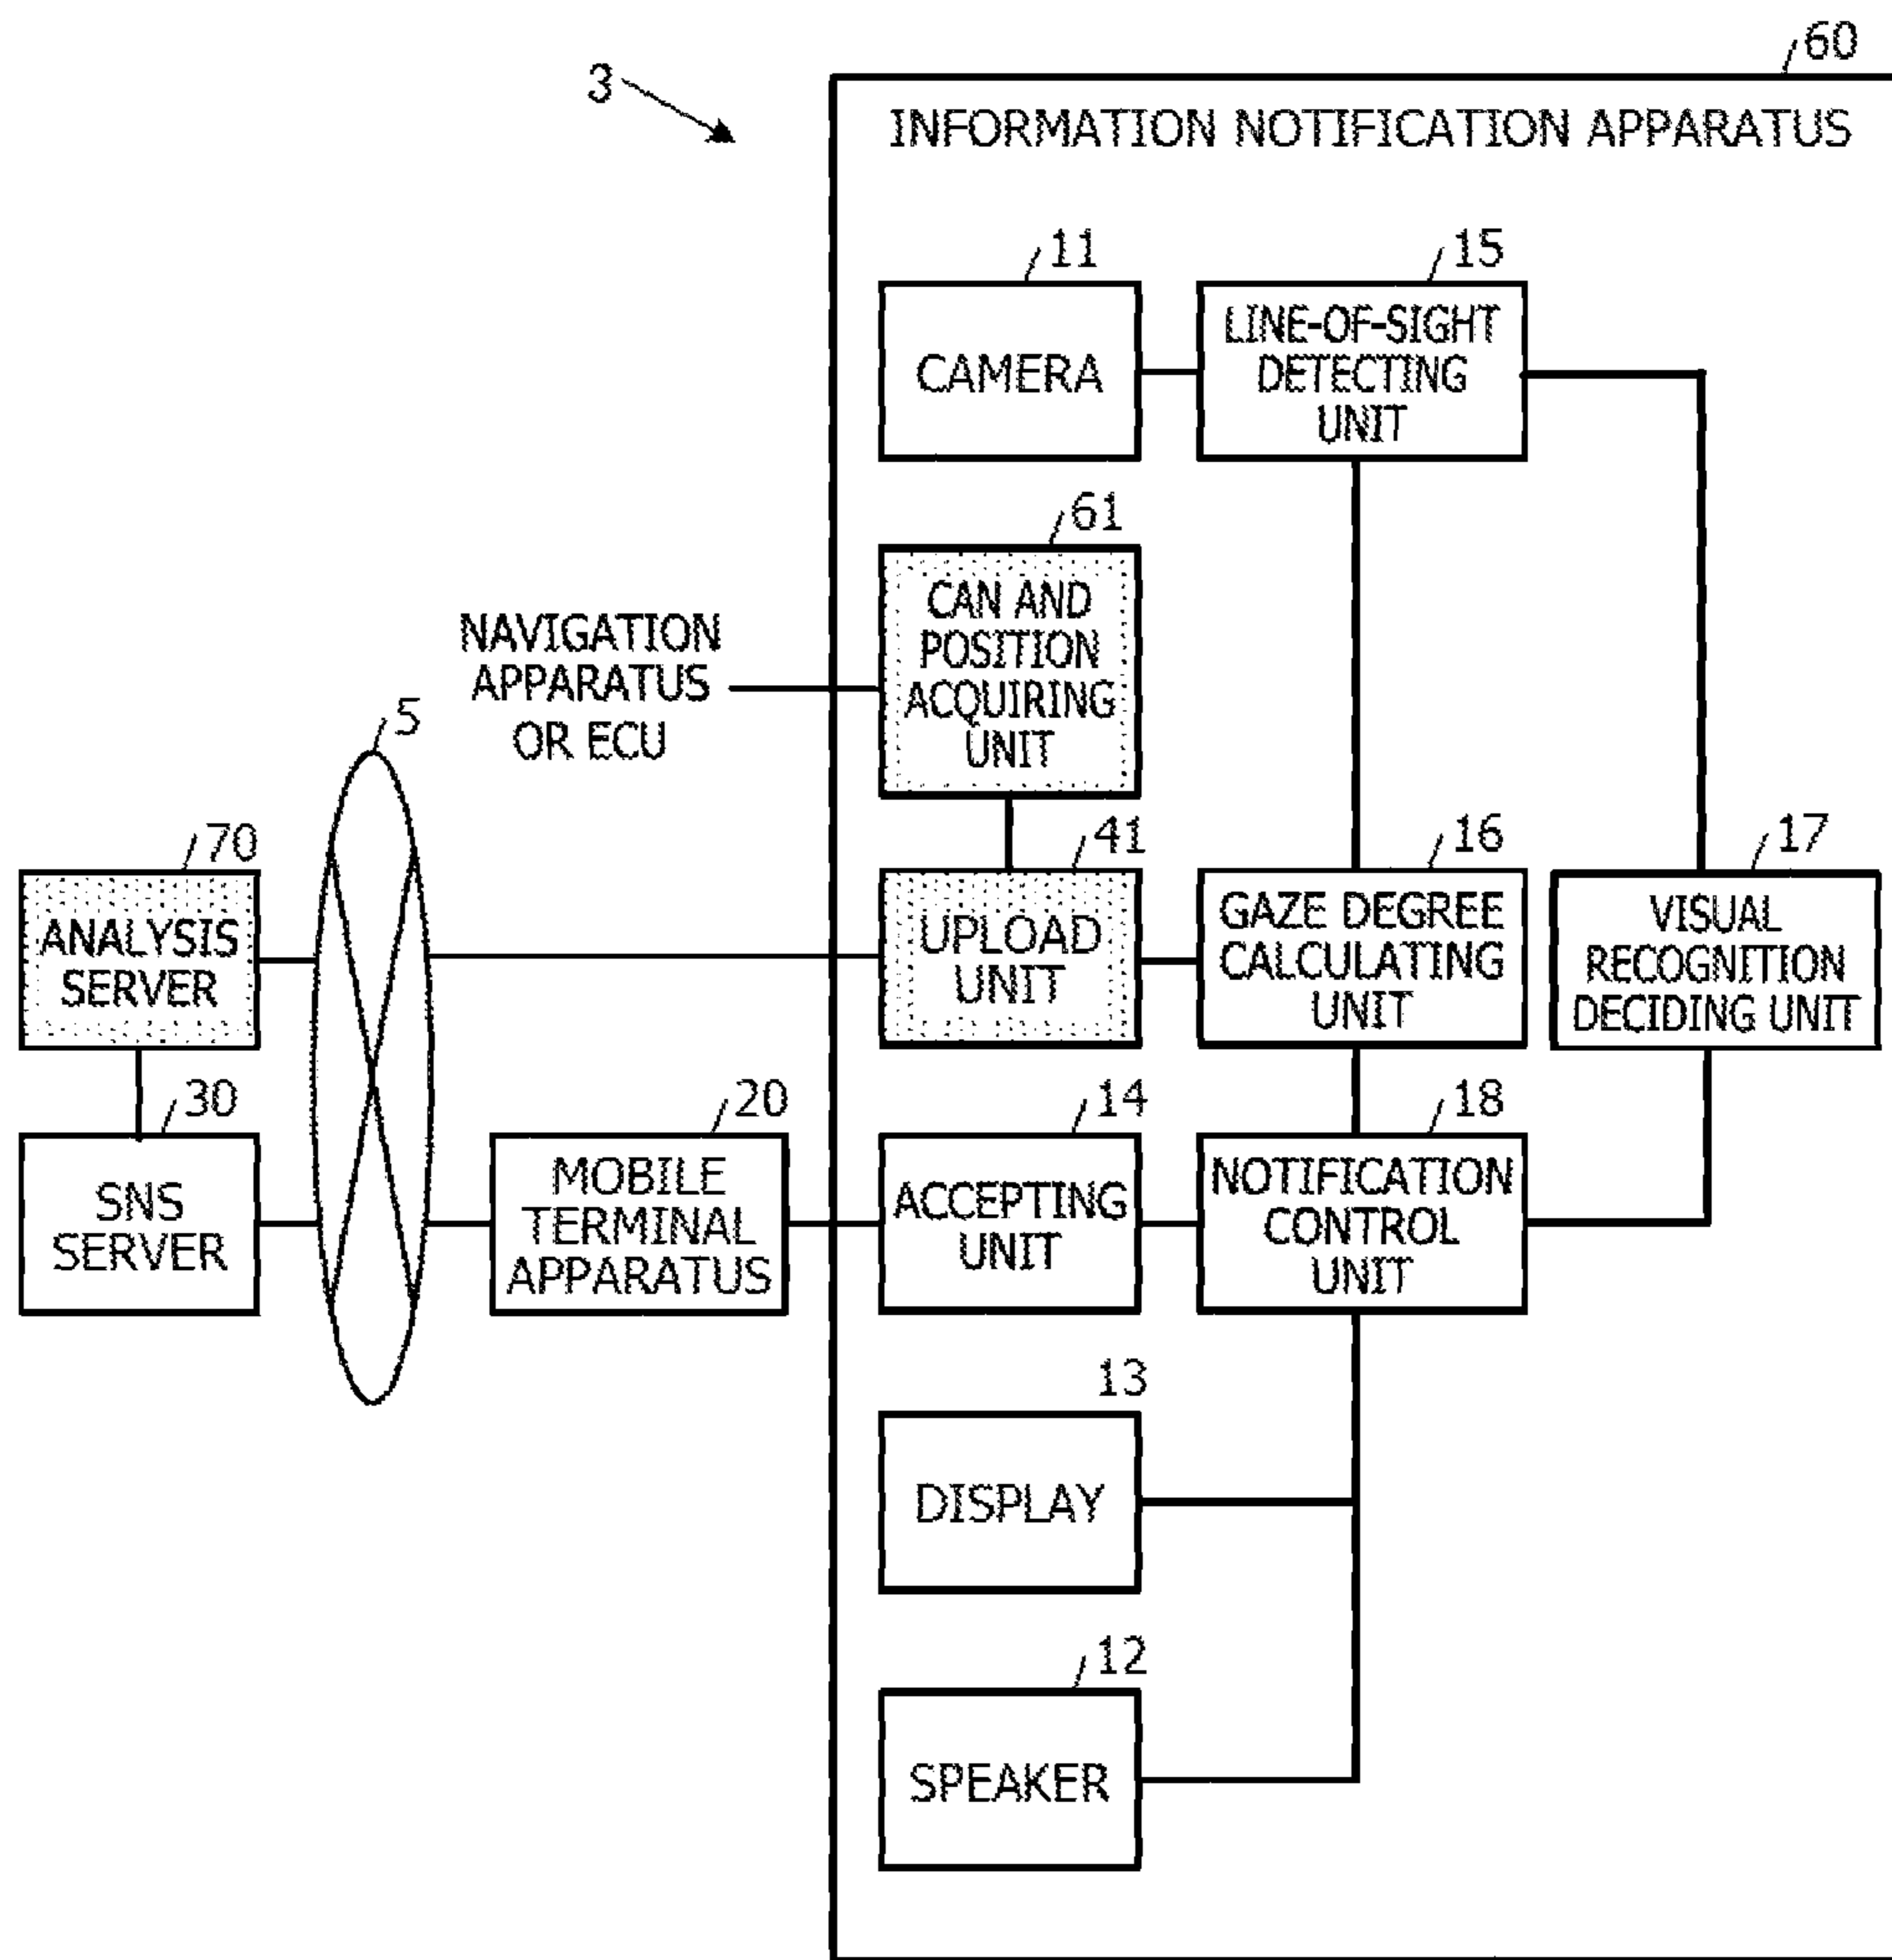 60
3
INFORMATION NOTIFICATION APPARATUS
11
CAMERA
15
LINE-OF-SIGHT
DETECTING
UNIT
61
CAN AND
POSITION
ACQUIRING
UNIT
NAVIGATION
APPARATUS
OR ECU
5
70
ANALYSIS
SERVER
41
UPLOAD
UNIT
16
GAZE DEGREE
CALCULATING
UNIT
17
VISUAL
RECOGNITION
DECIDING UNIT
30
SNS
SERVER
20
MOBILE
TERMINAL
APPARATUS
14
ACCEPTING
UNIT
18
NOTIFICATION
CONTROL
UNIT
13
DISPLAY
12
SPEAKER